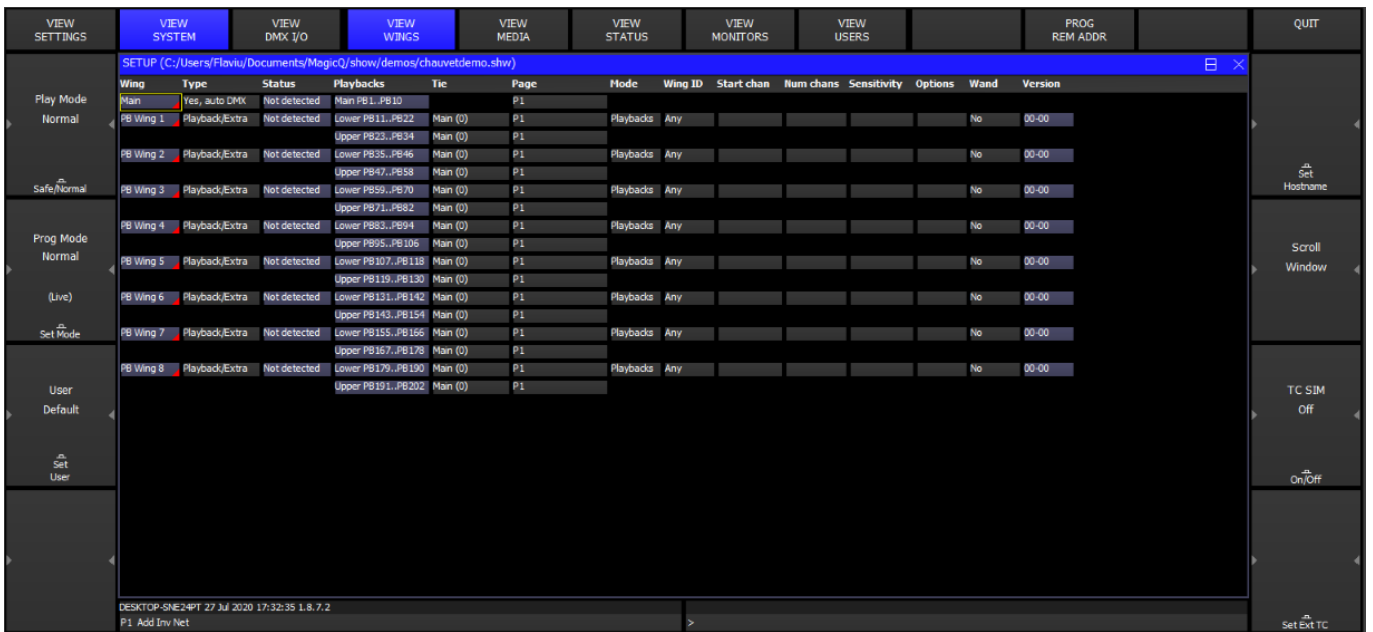 VIEW SETTINGS VIEW SYSTEM VIEW DMX I/O VIEW WINGS VIEW MEDIA VIEW STATUS VIEW MONITORS VIEW USERS PROG REM ADDR QUIT
SETUP (C:/Users/Flaviu/Documents/MagicQ/show/demos/chauvetdemo.shw)
Wing Type Status Playbacks Tie Page Mode Wing ID Start chan Num chans Sensitivity Options Wand Version
Main Yes, auto DMX Not detected Main PB1..PB10 P1
PB Wing 1 Playback/Extra Not detected Lower PB11..PB22 Main (0) P1 Playbacks Any No 00-00
Upper PB23..PB34 Main (0) P1
PB Wing 2 Playback/Extra Not detected Lower PB35..PB46 Main (0) P1 Playbacks Any No 00-00
Upper PB47..PB58 Main (0) P1
PB Wing 3 Playback/Extra Not detected Lower PB59..PB70 Main (0) P1 Playbacks Any No 00-00
Upper PB71..PB82 Main (0) P1
PB Wing 4 Playback/Extra Not detected Lower PB83..PB94 Main (0) P1 Playbacks Any No 00-00
Upper PB95..PB106 Main (0) P1
PB Wing 5 Playback/Extra Not detected Lower PB107..PB118 Main (0) P1 Playbacks Any No 00-00
Upper PB119..PB130 Main (0) P1
PB Wing 6 Playback/Extra Not detected Lower PB131..PB142 Main (0) P1 Playbacks Any No 00-00
Upper PB143..PB154 Main (0) P1
PB Wing 7 Playback/Extra Not detected Lower PB155..PB166 Main (0) P1 Playbacks Any No 00-00
Upper PB167..PB178 Main (0) P1
PB Wing 8 Playback/Extra Not detected Lower PB179..PB190 Main (0) P1 Playbacks Any No 00-00
Upper PB191..PB202 Main (0) P1
Play Mode
Normal
Safe/Normal
Prog Mode
Normal
(Live)
Set Mode
User
Default
Set
User
Set
Hostname
Scroll
Window
TC SIM
Off
On/Off
Set Ext TC
DESKTOP-SNE24PT 27 Jul 2020 17:32:35 1.8.7.2
P1 Add Inv Net >